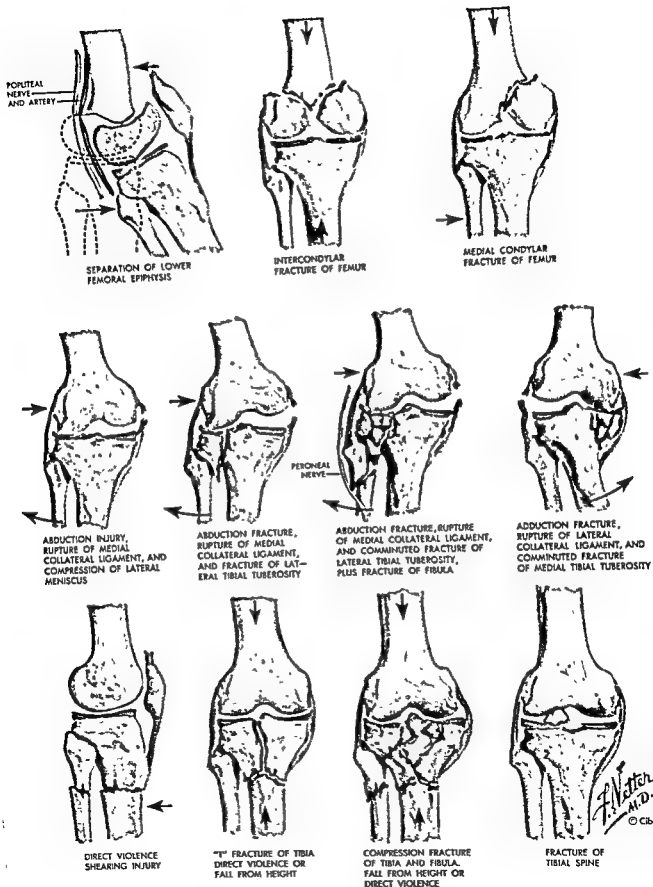 POPLITEAL
NERVE
AND ARTERY
SEPARATION OF LOWER
FEMORAL EPIPHYSIS
INTERCONDYLAR
FRACTURE OF FEMUR
MEDIAL CONDYLAR
FRACTURE OF FEMUR
ABDUCTION INJURY,
RUPTURE OF MEDIAL
COLLATERAL LIGAMENT, AND
COMPRESSION OF LATERAL
MENISCUS
ABDUCTION FRACTURE,
RUPTURE OF MEDIAL
COLLATERAL LIGAMENT,
AND FRACTURE OF LAT-
ERAL TIBIAL TUBEROSITY
PERONEAL
NERVE
ABDUCTION FRACTURE, RUPTURE
OF MEDIAL COLLATERAL LIGAMENT,
AND COMMINUTED FRACTURE OF
LATERAL TIBIAL TUBEROSITY,
PLUS FRACTURE OF FIBULA
ADDUCTION FRACTURE,
RUPTURE OF LATERAL
COLLATERAL LIGAMENT, AND
COMMINUTED FRACTURE
OF MEDIAL TIBIAL TUBEROSITY
DIRECT VIOLENCE
SHEARING INJURY
"T" FRACTURE OF TIBIA
DIRECT VIOLENCE OR
FALL FROM HEIGHT
COMPRESSION FRACTURE
OF TIBIA AND FIBULA.
FALL FROM HEIGHT OR
DIRECT VIOLENCE
FRACTURE OF
TIBIAL SPINE
F. Netter
M.D.
© Cib